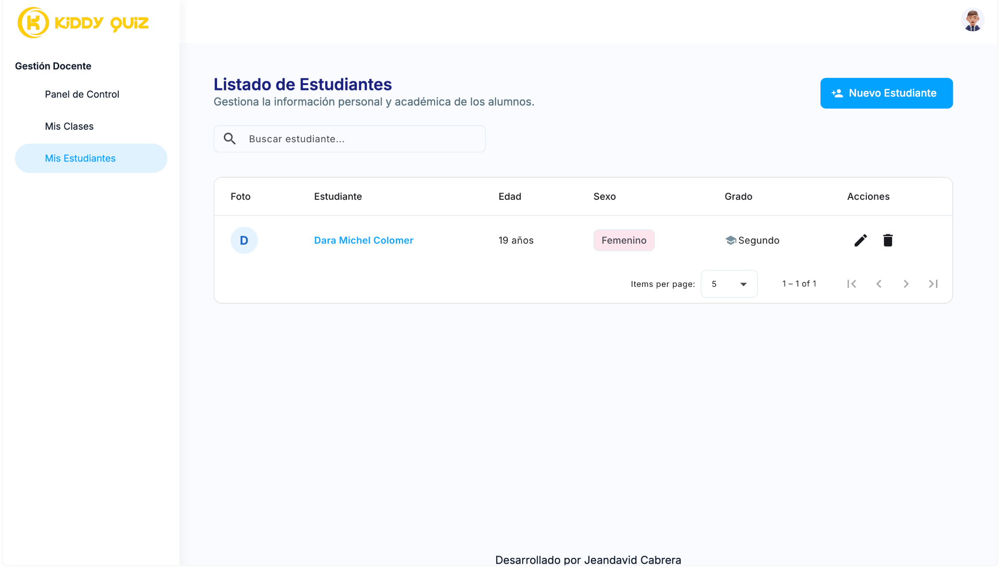 KiDDY QUiZ
Gestión Docente
Panel de Control
Mis Clases
Mis Estudiantes
Listado de Estudiantes
Gestiona la información personal y académica de los alumnos.
Nuevo Estudiante
Buscar estudiante...
Foto Estudiante Edad Sexo Grado Acciones
D Dara Michel Colomer 19 años Femenino Segundo
Items per page: 5 1 – 1 of 1
Desarrollado por Jeandavid Cabrera